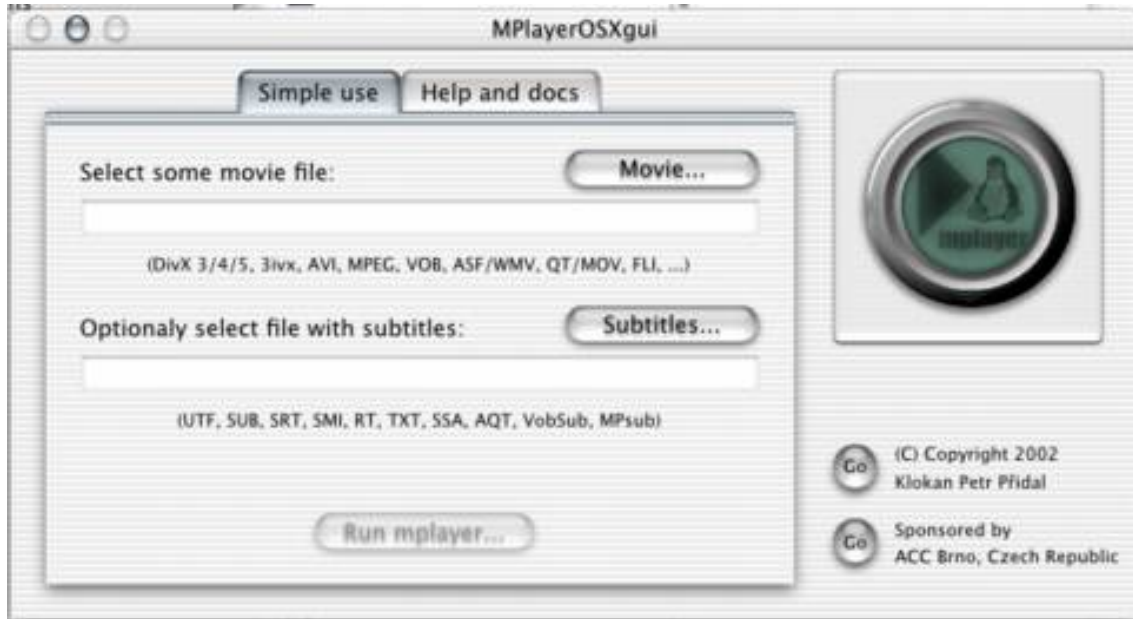 MPlayerOSXgui
Simple use
Help and docs
Select some movie file:
Movie...
(DivX 3/4/5, 3ivx, AVI, MPEG, VOB, ASF/WMV, QT/MOV, FLI, ...)
Optionaly select file with subtitles:
Subtitles...
(UTF, SUB, SRT, SMI, RT, TXT, SSA, AQT, VobSub, MPsub)
Run mplayer...
mplayer
Go
(C) Copyright 2002
Klokan Petr Přidal
Go
Sponsored by
ACC Brno, Czech Republic